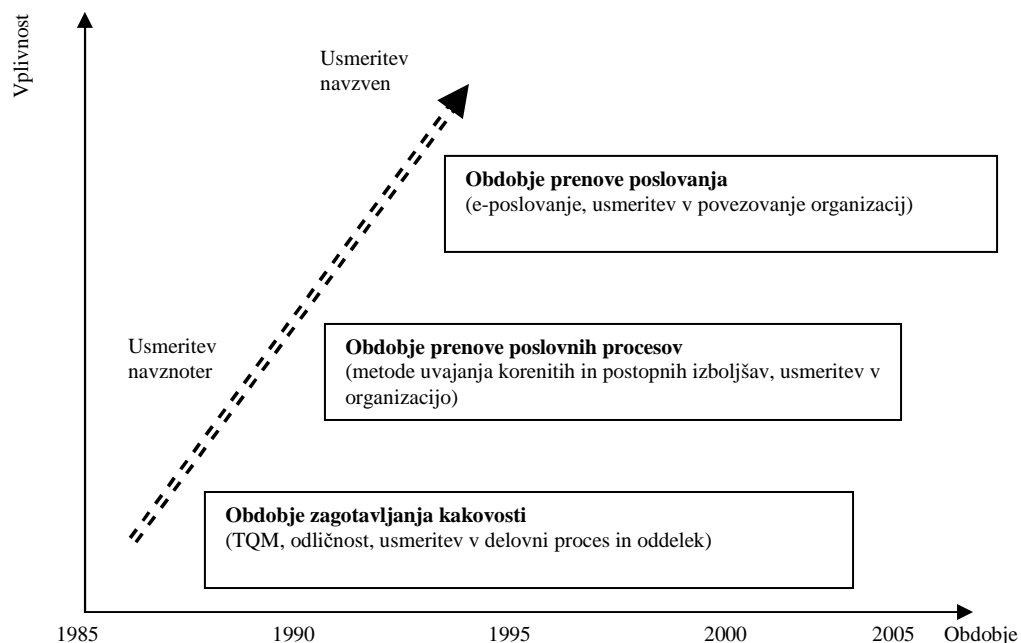 Vplivnost
Usmeritev
navzven
Obdobje prenove poslovanja
(e-poslovanje, usmeritev v povezovanje organizacij)
Usmeritev
navznoter
Obdobje prenove poslovnih procesov
(metode uvajanja korenitih in postopnih izboljšav, usmeritev v
organizacijo)
Obdobje zagotavljanja kakovosti
(TQM, odličnost, usmeritev v delovni proces in oddelek)
1985 1990 1995 2000 2005 Obdobje